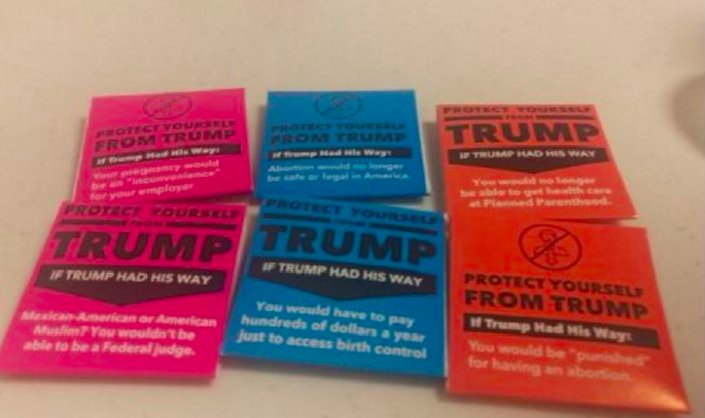 PROTECT YOURSELF
FROM TRUMP
If Trump Had His Way:
Your pregnancy would
be an "inconvenience"
for your employer
PROTECT YOURSELF
FROM TRUMP
If Trump Had His Way:
Abortion would no longer
be safe or legal in America.
PROTECT YOURSELF
FROM
TRUMP
IF TRUMP HAD HIS WAY
You would no longer
be able to get health care
at Planned Parenthood.
PROTECT YOURSELF
FROM
TRUMP
IF TRUMP HAD HIS WAY
Mexican-American or American
Muslim? You wouldn't be
able to be a Federal judge.
PROTECT YOURSELF
FROM
TRUMP
IF TRUMP HAD HIS WAY
You would have to pay
hundreds of dollars a year
just to access birth control
PROTECT YOURSELF
FROM TRUMP
If Trump Had His Way:
You would be "punished"
for having an abortion.